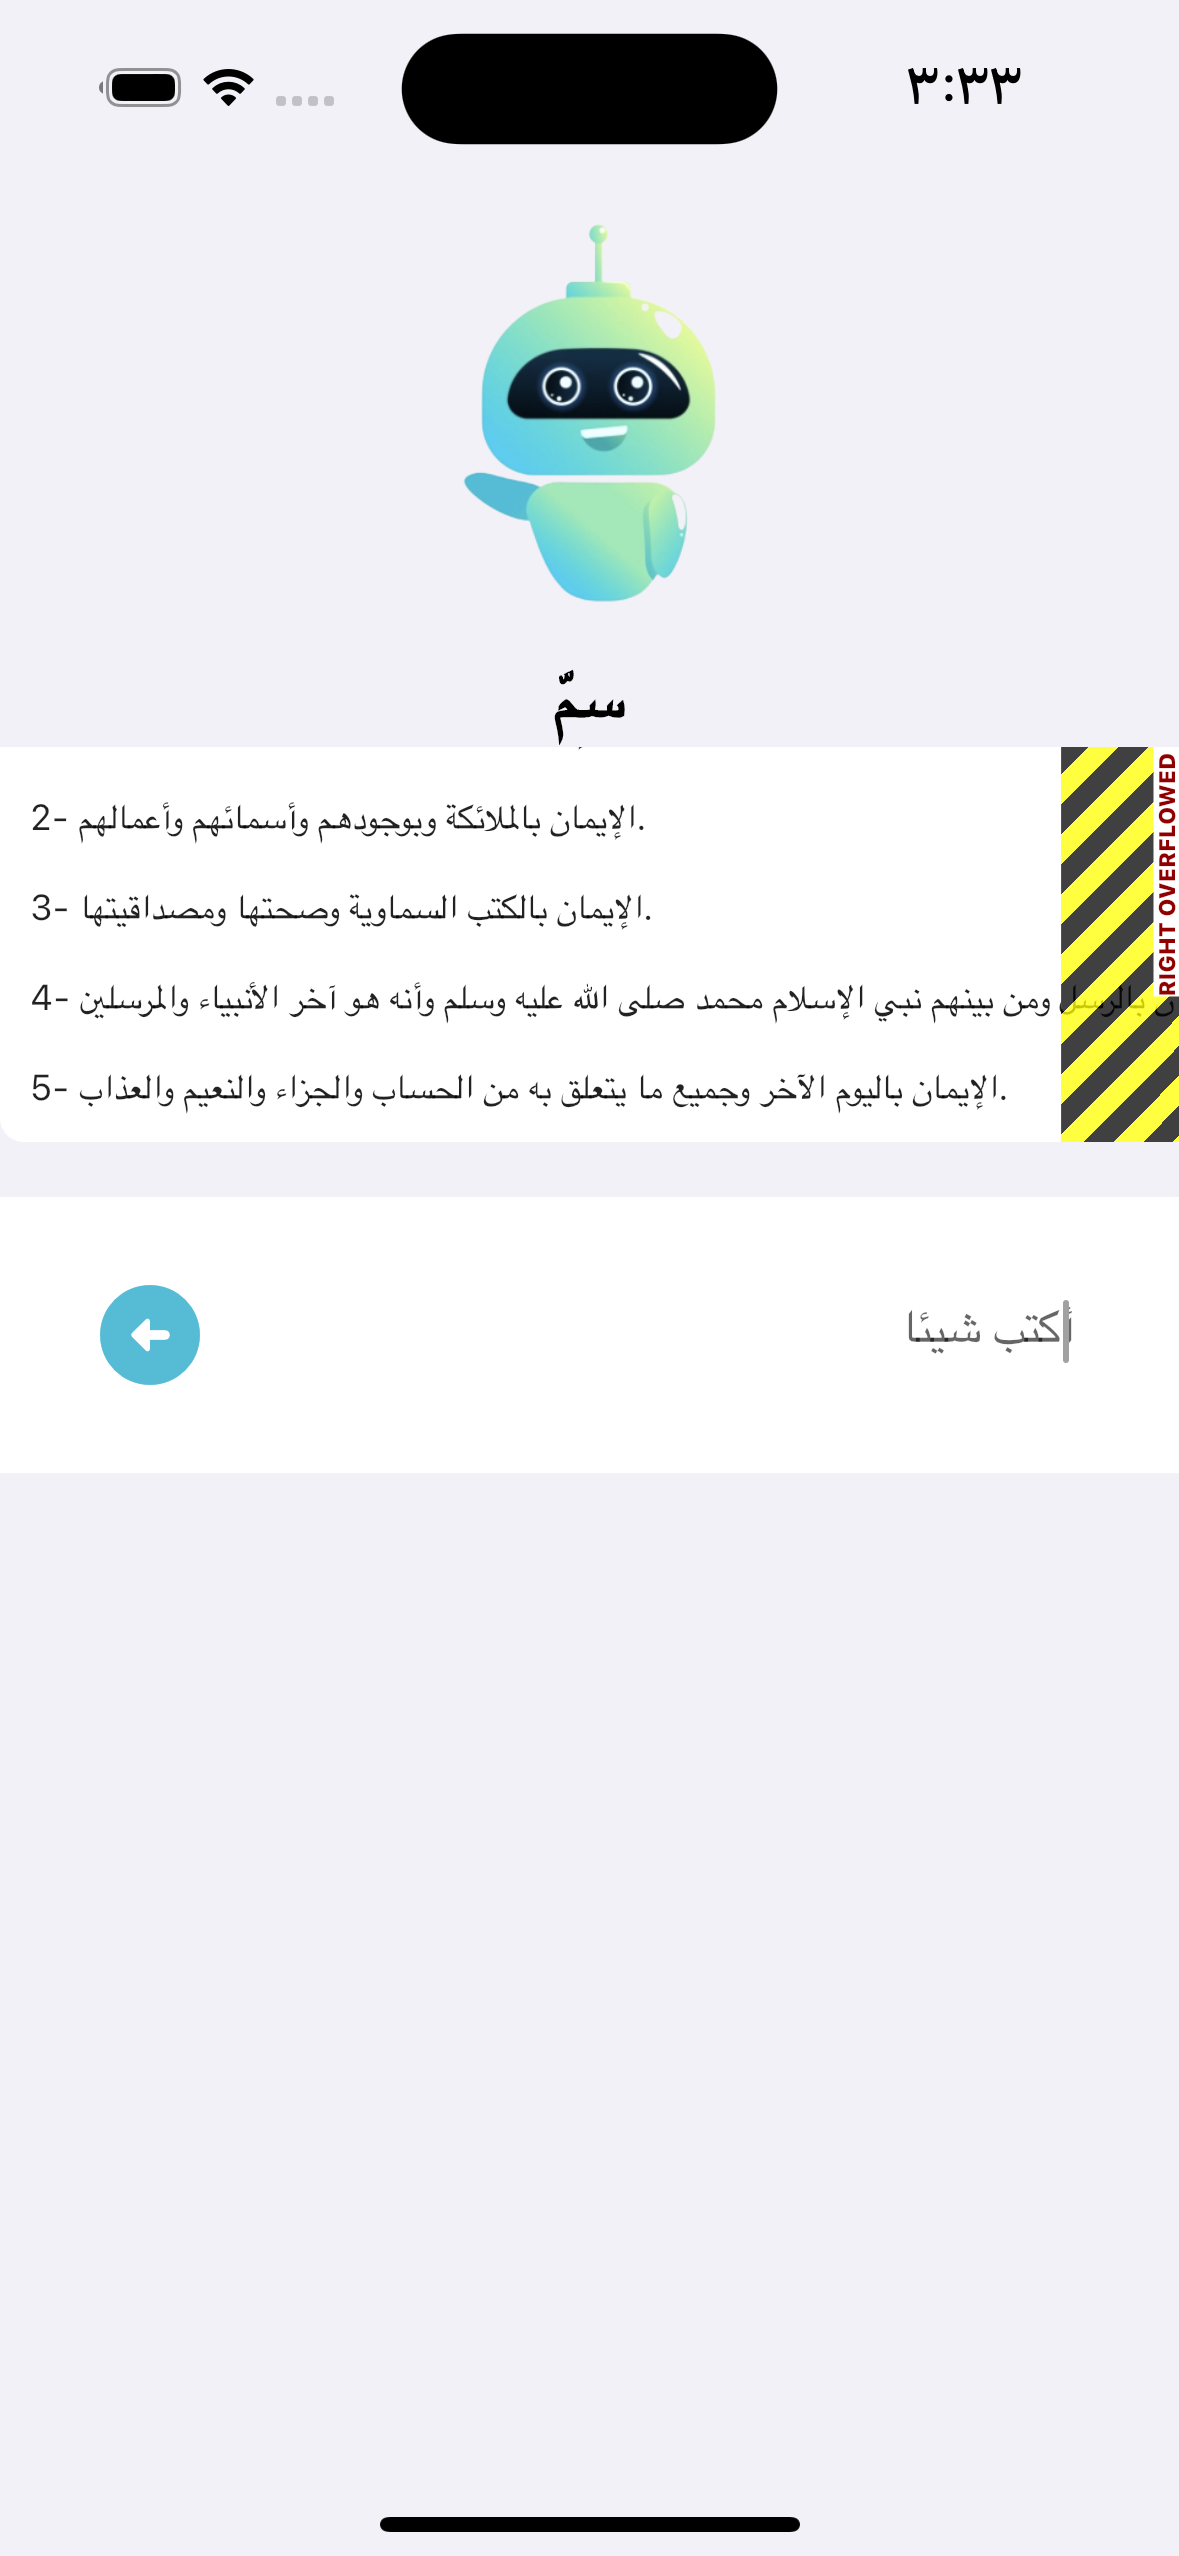 ٣:٣٣
سمّ
2- الإيمان بالملائكة وبوجودهم وأسمائهم وأعمالهم.
3- الإيمان بالكتب السماوية وصحتها ومصداقيتها.
4- بالرسل ومن بينهم نبي الإسلام محمد صلى الله عليه وسلم وأنه هو آخر الأنبياء والمرسلين
5- الإيمان باليوم الآخر وجميع ما يتعلق به من الحساب والجزاء والنعيم والعذاب.
RIGHT OVERFLOWED
أكتب شيئا